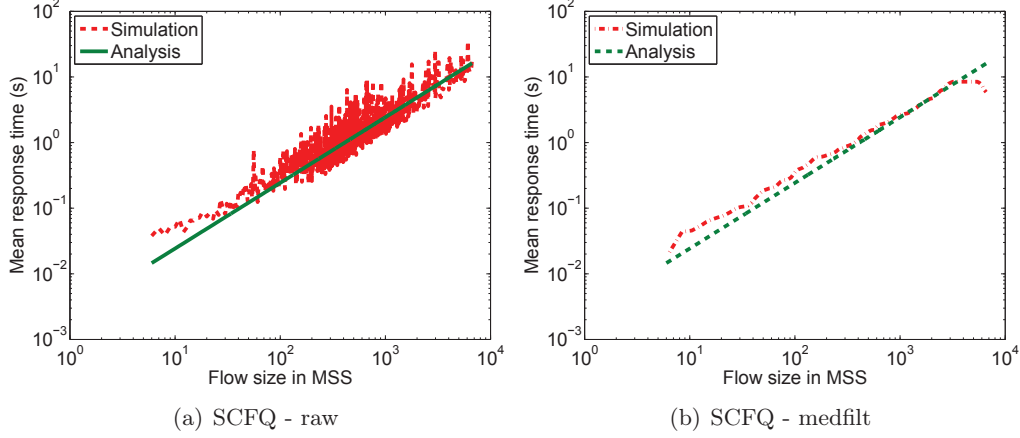 10^2
10^1
10^0
10^-1
10^-2
10^-3
Mean response time (s)
Simulation
Analysis
10^0 10^1 10^2 10^3 10^4
Flow size in MSS
(a) SCFQ - raw
10^2
10^1
10^0
10^-1
10^-2
10^-3
Mean response time (s)
Simulation
Analysis
10^0 10^1 10^2 10^3 10^4
Flow size in MSS
(b) SCFQ - medfilt